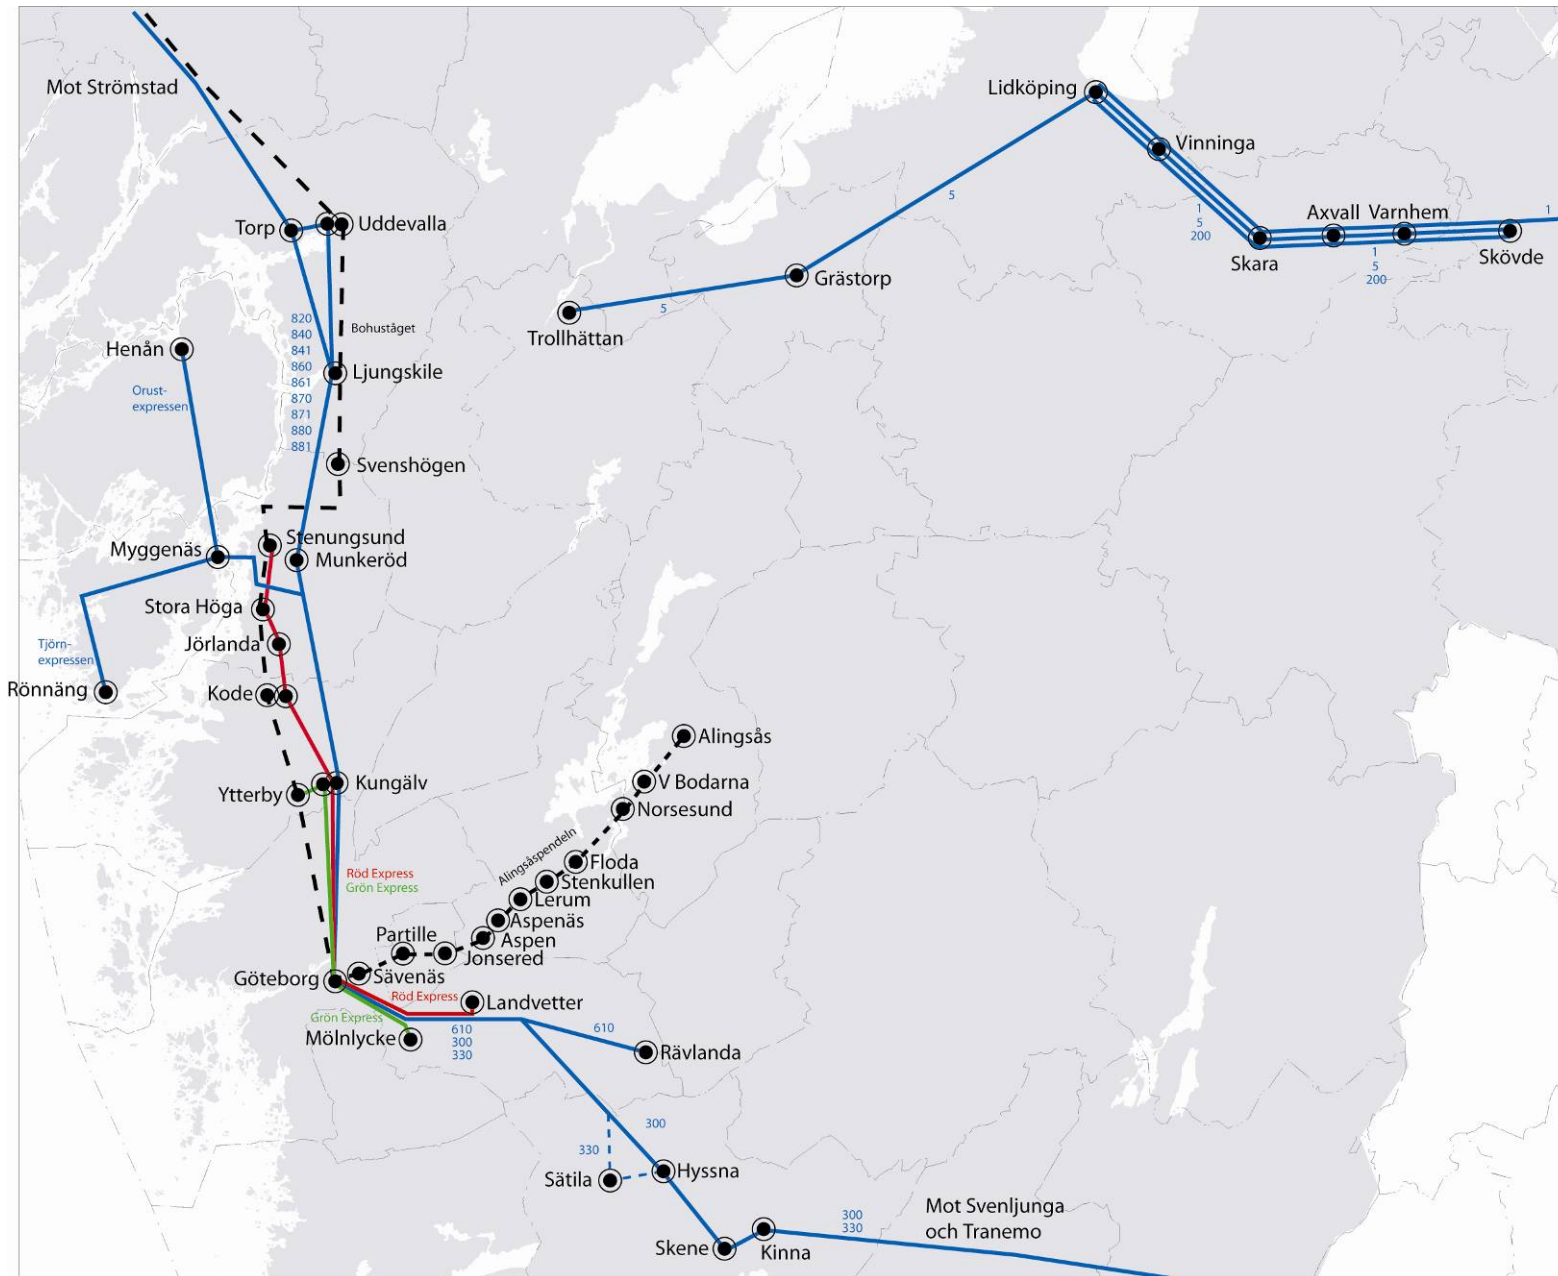 Mot Strömstad
Lidköping
Vinninga
5
1
5
200
Axvall
Varnhem
1
Torp
Uddevalla
Skara
1
5
200
Skövde
Grästorp
5
Trollhättan
820
840
841
860
861
870
871
880
881
Bohuståget
Henån
Ljungskile
Orust-
expressen
Svenshögen
Stenungsund
Myggenäs
Munkeröd
Stora Höga
Jörlanda
Tjörn-
expressen
Rönnäng
Kode
Alingsås
Kungälv
V Bodarna
Ytterby
Norsesund
Alingsåspendeln
Röd Express
Grön Express
Floda
Stenkullen
Lerum
Aspenäs
Partille
Aspen
Jonsered
Göteborg
Sävenäs
Röd Express
Landvetter
Grön Express
Mölnlycke
610
300
330
610
Rävlanda
300
330
Sätila
Hyssna
Mot Svenljunga
och Tranemo
300
330
Skene
Kinna